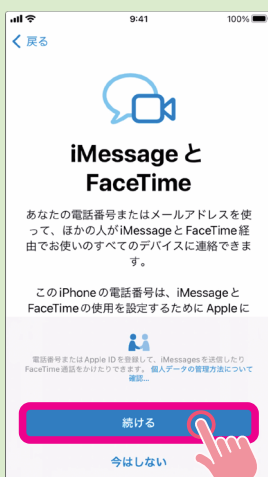 9:41
100%
戻る
iMessage と
FaceTime
あなたの電話番号またはメールアドレスを使
って、ほかの人がiMessageとFaceTime経
由でお使いのすべてのデバイスに連絡できま
す。
このiPhoneの電話番号は、iMessageと
FaceTimeの使用を設定するためにAppleに
電話番号またはApple IDを登録して、iMessagesを送信したり
FaceTime通話をかけたりできます。個人データの管理方法について
確認...
続ける
今はしない